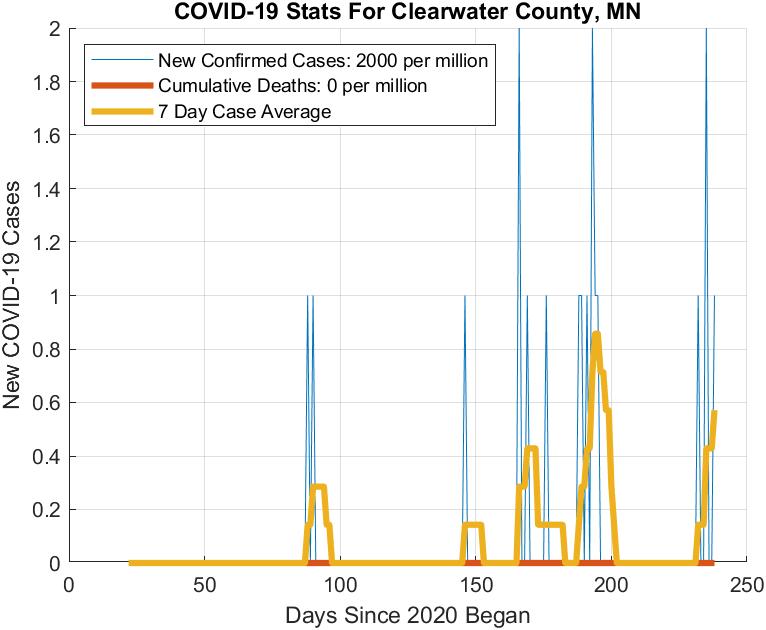 COVID-19 Stats For Clearwater County, MN
New Confirmed Cases: 2000 per million
Cumulative Deaths: 0 per million
7 Day Case Average
New COVID-19 Cases
2
1.8
1.6
1.4
1.2
1
0.8
0.6
0.4
0.2
0
0 50 100 150 200 250
Days Since 2020 Began